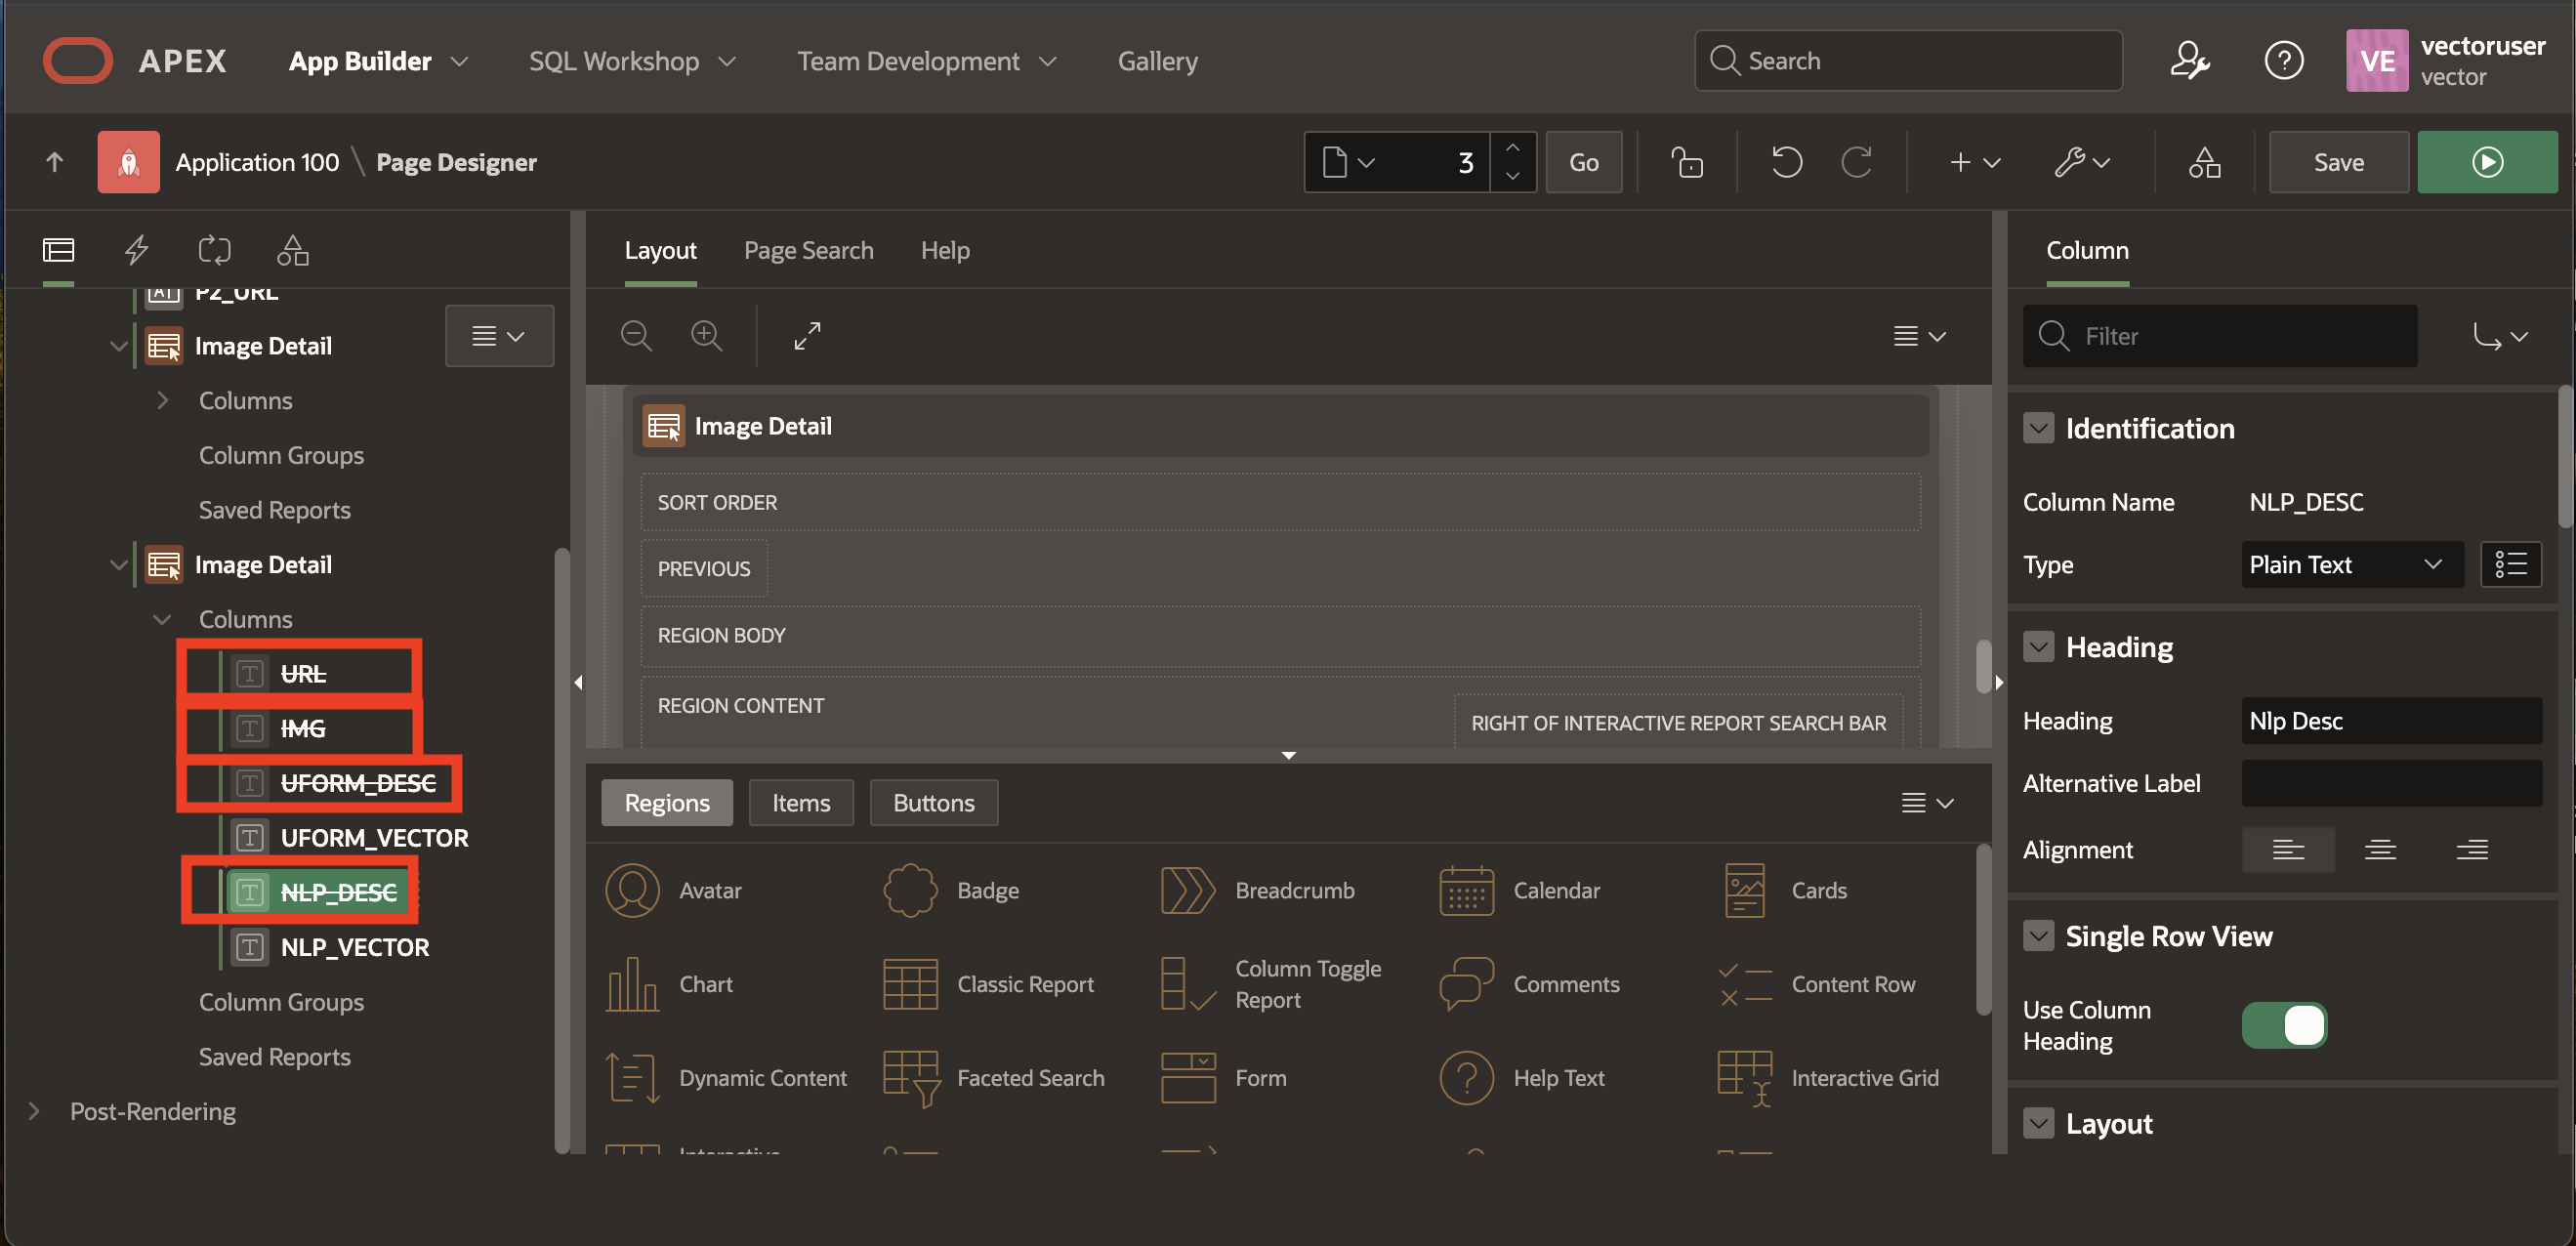 APEX App Builder SQL Workshop Team Development Gallery Search VE vectoruser
vector
Application 100 \ Page Designer 3 Go Save
P2_URL
Image Detail
Columns
Column Groups
Saved Reports
Image Detail
Columns
URL
IMG
UFORM_DESC
UFORM_VECTOR
NLP_DESC
NLP_VECTOR
Column Groups
Saved Reports
Post-Rendering
Layout Page Search Help
Image Detail
SORT ORDER
PREVIOUS
REGION BODY
REGION CONTENT
RIGHT OF INTERACTIVE REPORT SEARCH BAR
Regions Items Buttons
Avatar Badge Breadcrumb Calendar Cards
Chart Classic Report Column Toggle
Report Comments Content Row
Dynamic Content Faceted Search Form Help Text Interactive Grid
Interactive
Column
Filter
Identification
Column Name NLP_DESC
Type Plain Text
Heading
Heading Nlp Desc
Alternative Label
Alignment
Single Row View
Use Column
Heading
Layout